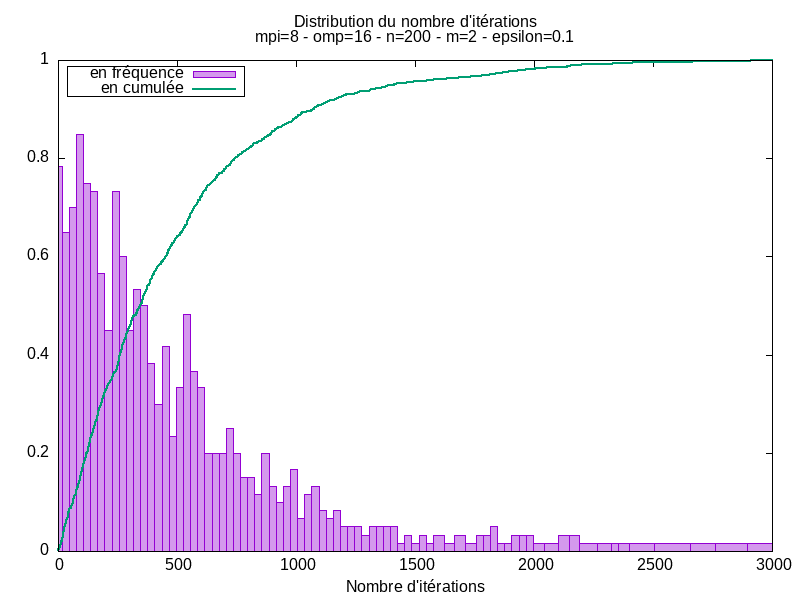 Distribution du nombre d'itérations
mpi=8 - omp=16 - n=200 - m=2 - epsilon=0.1
en fréquence
en cumulée
1
0.8
0.6
0.4
0.2
0
0 500 1000 1500 2000 2500 3000
Nombre d'itérations